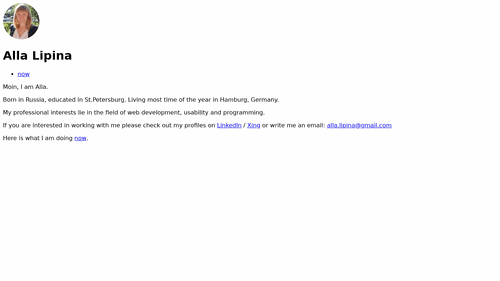 Alla Lipina
now
Moin, I am Alla.
Born in Russia, educated in St.Petersburg. Living most time of the year in Hamburg, Germany.
My professional interests lie in the field of web development, usability and programming.
If you are interested in working with me please check out my profiles on LinkedIn / Xing or write me an email: alla.lipina@gmail.com
Here is what I am doing now.